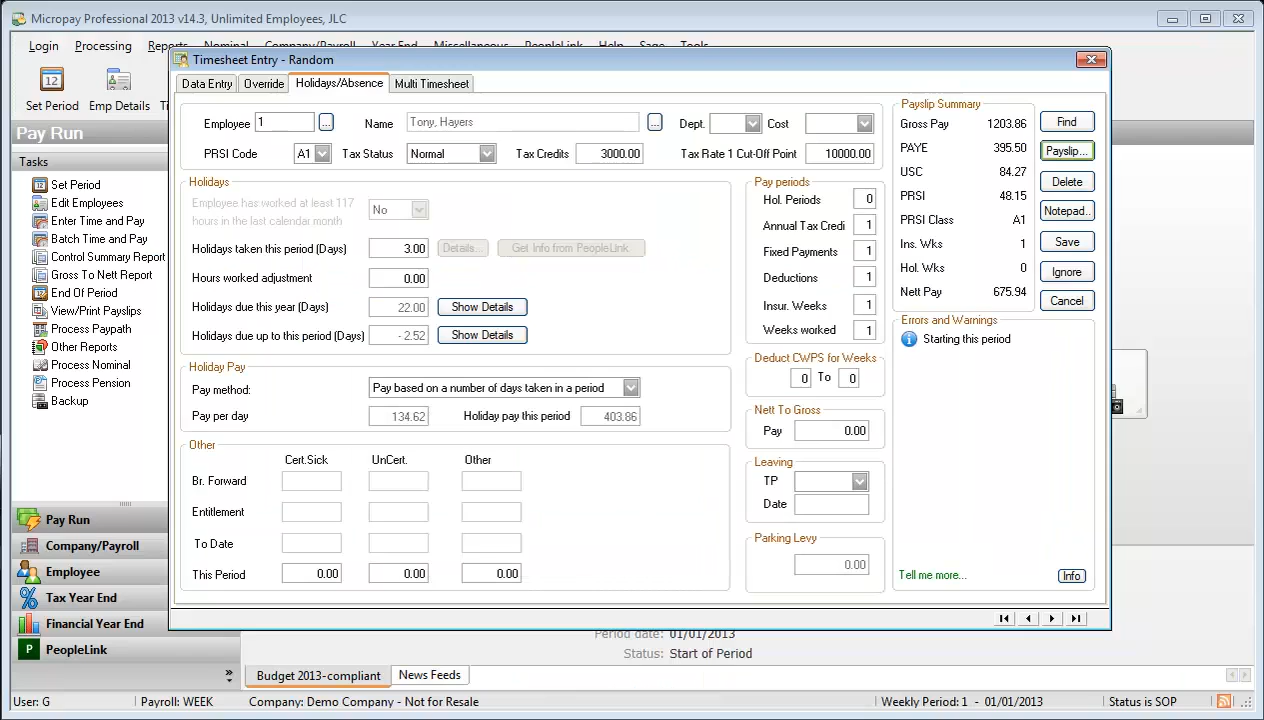 Micropay Professional 2013 v14.3, Unlimited Employees, JLC
Login Processing Reports Nominal Company/Payroll Year End Miscellaneous PeopleLink Help Sage Tools
12
Set Period Emp Details
Pay Run
Tasks
Set Period
Edit Employees
Enter Time and Pay
Batch Time and Pay
Control Summary Report
Gross To Nett Report
End Of Period
View/Print Payslips
Process Paypath
Other Reports
Process Nominal
Process Pension
Backup
Pay Run
Company/Payroll
Employee
Tax Year End
Financial Year End
P PeopleLink
»
Timesheet Entry - Random
Data Entry Override Holidays/Absence Multi Timesheet
Employee 1 ... Name Tony, Hayers ... Dept. Cost
PRSI Code A1 Tax Status Normal Tax Credits 3000.00 Tax Rate 1 Cut-Off Point 10000.00
Holidays
Employee has worked at least 117
hours in the last calendar month No
Holidays taken this period (Days) 3.00 Details... Get Info from PeopleLink
Hours worked adjustment 0.00
Holidays due this year (Days) 22.00 Show Details
Holidays due up to this period (Days) -2.52 Show Details
Holiday Pay
Pay method: Pay based on a number of days taken in a period
Pay per day 134.62 Holiday pay this period 403.86
Other
Cert.Sick UnCert. Other
Br. Forward
Entitlement
To Date
This Period 0.00 0.00 0.00
Pay periods
Hol. Periods 0
Annual Tax Credi 1
Fixed Payments 1
Deductions 1
Insur. Weeks 1
Weeks worked 1
Deduct CWPS for Weeks
0 To 0
Nett To Gross
Pay 0.00
Leaving
TP
Date
Parking Levy
0.00
Payslip Summary
Gross Pay 1203.86
PAYE 395.50
USC 84.27
PRSI 48.15
PRSI Class A1
Ins. Wks 1
Hol. Wks 0
Nett Pay 675.94
Find
Payslip...
Delete
Notepad..
Save
Ignore
Cancel
Errors and Warnings
Starting this period
Tell me more... Info
Period date: 01/01/2013
Status: Start of Period
Budget 2013-compliant News Feeds
User: G Payroll: WEEK Company: Demo Company - Not for Resale Weekly Period: 1 - 01/01/2013 Status is SOP